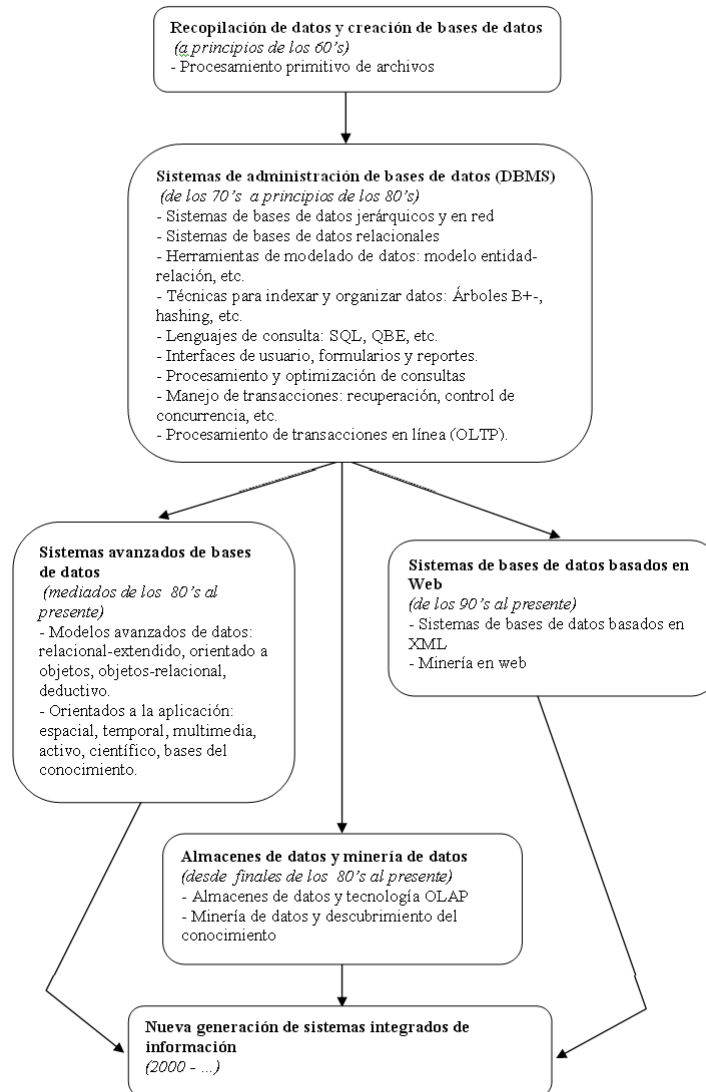 Recopilación de datos y creación de bases de datos
(a principios de los 60’s)
- Procesamiento primitivo de archivos
Sistemas de administración de bases de datos (DBMS)
(de los 70’s a principios de los 80’s)
- Sistemas de bases de datos jerárquicos y en red
- Sistemas de bases de datos relacionales
- Herramientas de modelado de datos: modelo entidad-
relación, etc.
- Técnicas para indexar y organizar datos: Árboles B+-,
hashing, etc.
- Lenguajes de consulta: SQL, QBE, etc.
- Interfaces de usuario, formularios y reportes.
- Procesamiento y optimización de consultas
- Manejo de transacciones: recuperación, control de
concurrencia, etc.
- Procesamiento de transacciones en línea (OLTP).
Sistemas avanzados de bases
de datos
(mediados de los 80’s al
presente)
- Modelos avanzados de datos:
relacional-extendido, orientado a
objetos, objetos-relacional,
deductivo.
- Orientados a la aplicación:
espacial, temporal, multimedia,
activo, científico, bases del
conocimiento.
Sistemas de bases de datos basados en
Web
(de los 90’s al presente)
- Sistemas de bases de datos basados en
XML
- Minería en web
Almacenes de datos y minería de datos
(desde finales de los 80’s al presente)
- Almacenes de datos y tecnología OLAP
- Minería de datos y descubrimiento del
conocimiento
Nueva generación de sistemas integrados de
información
(2000 - ...)